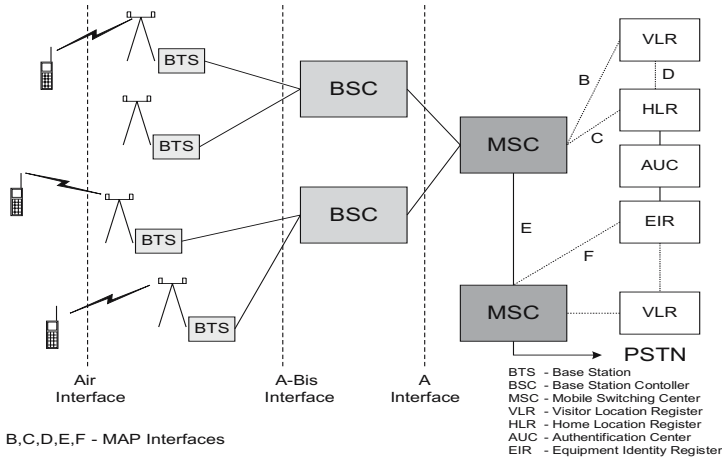 BTS
BSC
VLR
B
D
BTS
MSC
C
HLR
AUC
BSC
BTS
E
EIR
F
BTS
MSC
VLR
PSTN
Air
Interface
A-Bis
Interface
A
Interface
BTS - Base Station
BSC - Base Station Contoller
MSC - Mobile Switching Center
VLR - Visitor Location Register
HLR - Home Location Register
AUC - Authentification Center
EIR - Equipment Identity Register
B,C,D,E,F - MAP Interfaces